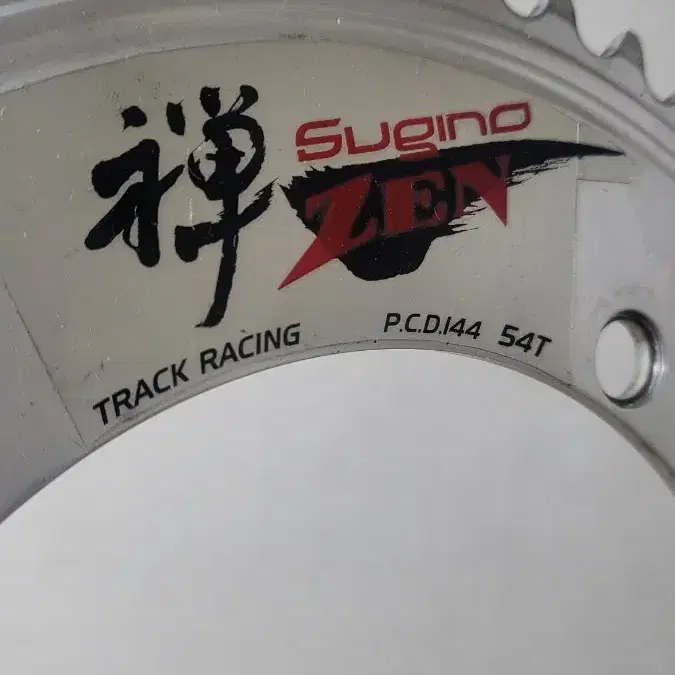 禅
Sugino
ZEN
TRACK RACING
P.C.D.144 54T